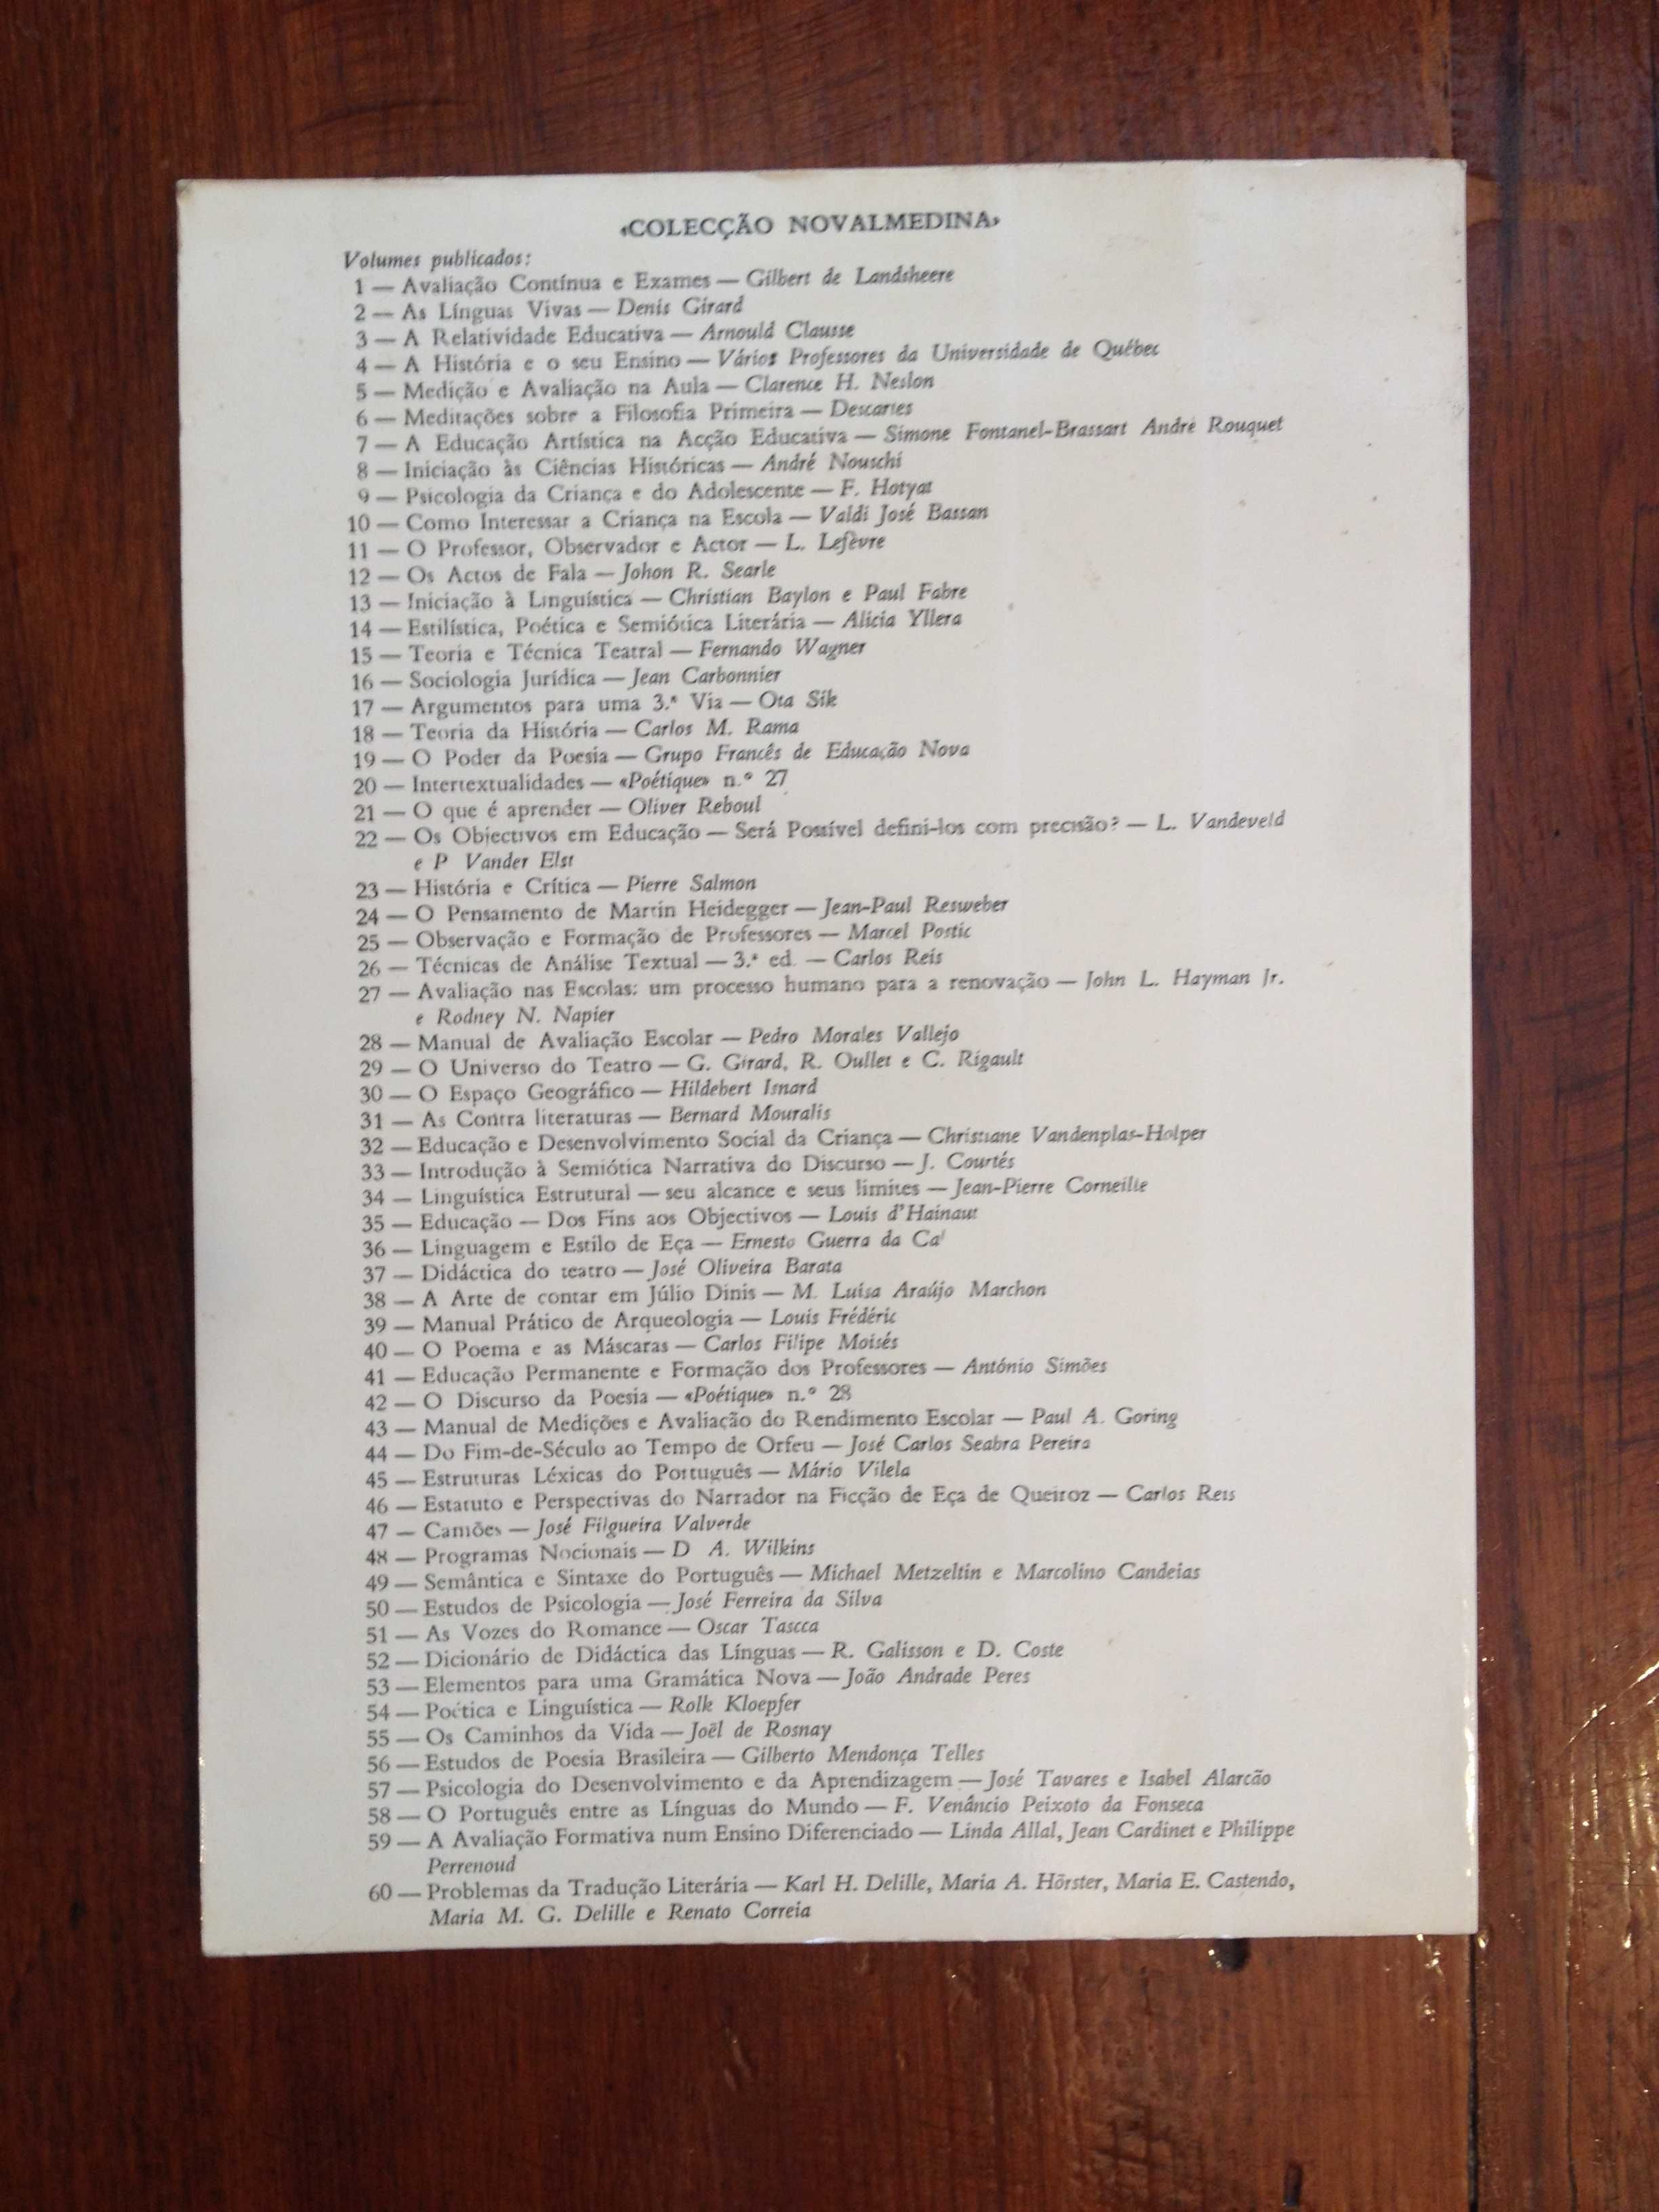 «COLECÇÃO NOVALMEDINA»
Volumes publicados:
1 — Avaliação Contínua e Exames — Gilbert de Landsheere
2 — As Línguas Vivas — Denis Girard
3 — A Relatividade Educativa — Arnould Clausse
4 — A História e o seu Ensino — Vários Professores da Universidade de Québec
5 — Medição e Avaliação na Aula — Clarence H. Neslon
6 — Meditações sobre a Filosofia Primeira — Descartes
7 — A Educação Artística na Acção Educativa — Simone Fontanel-Brassart André Rouquet
8 — Iniciação às Ciências Históricas — André Nouschi
9 — Psicologia da Criança e do Adolescente — F. Hotyat
10 — Como Interessar a Criança na Escola — Valdi José Bassan
11 — O Professor, Observador e Actor — L. Lefèvre
12 — Os Actos de Fala — Johon R. Searle
13 — Iniciação à Linguística — Christian Baylon e Paul Fabre
14 — Estilística, Poética e Semiótica Literária — Alicia Yllera
15 — Teoria e Técnica Teatral — Fernando Wagner
16 — Sociologia Jurídica — Jean Carbonnier
17 — Argumentos para uma 3.ª Via — Ota Sik
18 — Teoria da História — Carlos M. Rama
19 — O Poder da Poesia — Grupo Francês de Educação Nova
20 — Intertextualidades — «Poétique» n.º 27
21 — O que é aprender — Oliver Reboul
22 — Os Objectivos em Educação — Será Possível defini-los com precisão? — L. Vandeveld
e P Vander Elst
23 — História e Crítica — Pierre Salmon
24 — O Pensamento de Martin Heidegger — Jean-Paul Resweber
25 — Observação e Formação de Professores — Marcel Postic
26 — Técnicas de Análise Textual — 3.ª ed. — Carlos Reis
27 — Avaliação nas Escolas: um processo humano para a renovação — John L. Hayman Jr.
e Rodney N. Napier
28 — Manual de Avaliação Escolar — Pedro Morales Vallejo
29 — O Universo do Teatro — G. Girard, R. Oullet e C. Rigault
30 — O Espaço Geográfico — Hildebert Isnard
31 — As Contra literaturas — Bernard Mouralis
32 — Educação e Desenvolvimento Social da Criança — Christiane Vandenplas-Holper
33 — Introdução à Semiótica Narrativa do Discurso — J. Courtés
34 — Linguística Estrutural — seu alcance e seus limites — Jean-Pierre Corneille
35 — Educação — Dos Fins aos Objectivos — Louis d'Hainaut
36 — Linguagem e Estilo de Eça — Ernesto Guerra da
37 — Didáctica do teatro — José Oliveira Barata
38 — A Arte de contar em Júlio Dinis — M. Luísa Araújo Marchon
39 — Manual Prático de Arqueologia — Louis Frédéric
40 — O Poema e as Máscaras — Carlos Filipe Moisés
41 — Educação Permanente e Formação dos Professores — António Simões
42 — O Discurso da Poesia — «Poétique» n.º 28
43 — Manual de Medições e Avaliação do Rendimento Escolar — Paul A. Goring
44 — Do Fim-de-Século ao Tempo de Orfeu — José Carlos Seabra Pereira
45 — Estruturas Léxicas do Português — Mário Vilela
46 — Estatuto e Perspectivas do Narrador na Ficção de Eça de Queiroz — Carlos Reis
47 — Camões — José Filgueira Valverde
48 — Programas Nocionais — D A. Wilkins
49 — Semântica e Sintaxe do Português — Michael Metzeltin e Marcolino Candeias
50 — Estudos de Psicologia — José Ferreira da Silva
51 — As Vozes do Romance — Oscar Tascca
52 — Dicionário de Didáctica das Línguas — R. Galisson e D. Coste
53 — Elementos para uma Gramática Nova — João Andrade Peres
54 — Poética e Linguística — Rolk Kloepfer
55 — Os Caminhos da Vida — Joël de Rosnay
56 — Estudos de Poesia Brasileira — Gilberto Mendonça Telles
57 — Psicologia do Desenvolvimento e da Aprendizagem — José Tavares e Isabel Alarcão
58 — O Português entre as Línguas do Mundo — F. Venâncio Peixoto da Fonseca
59 — A Avaliação Formativa num Ensino Diferenciado — Linda Allal, Jean Cardinet e Philippe
Perrenoud
60 — Problemas da Tradução Literária — Karl H. Delille, Maria A. Hörster, Maria E. Castendo,
Maria M. G. Delille e Renato Correia